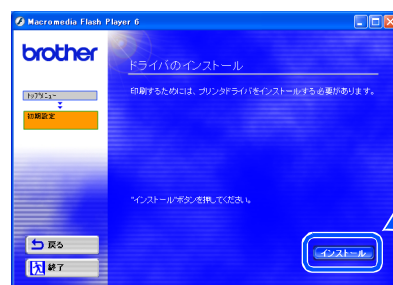 Macromedia Flash Player 6
brother
ドライバのインストール
トップメニュー
印刷するためには、プリンタドライバをインストールする必要があります。
初期設定
"インストール"ボタンを押してください。
戻る
インストール
終了